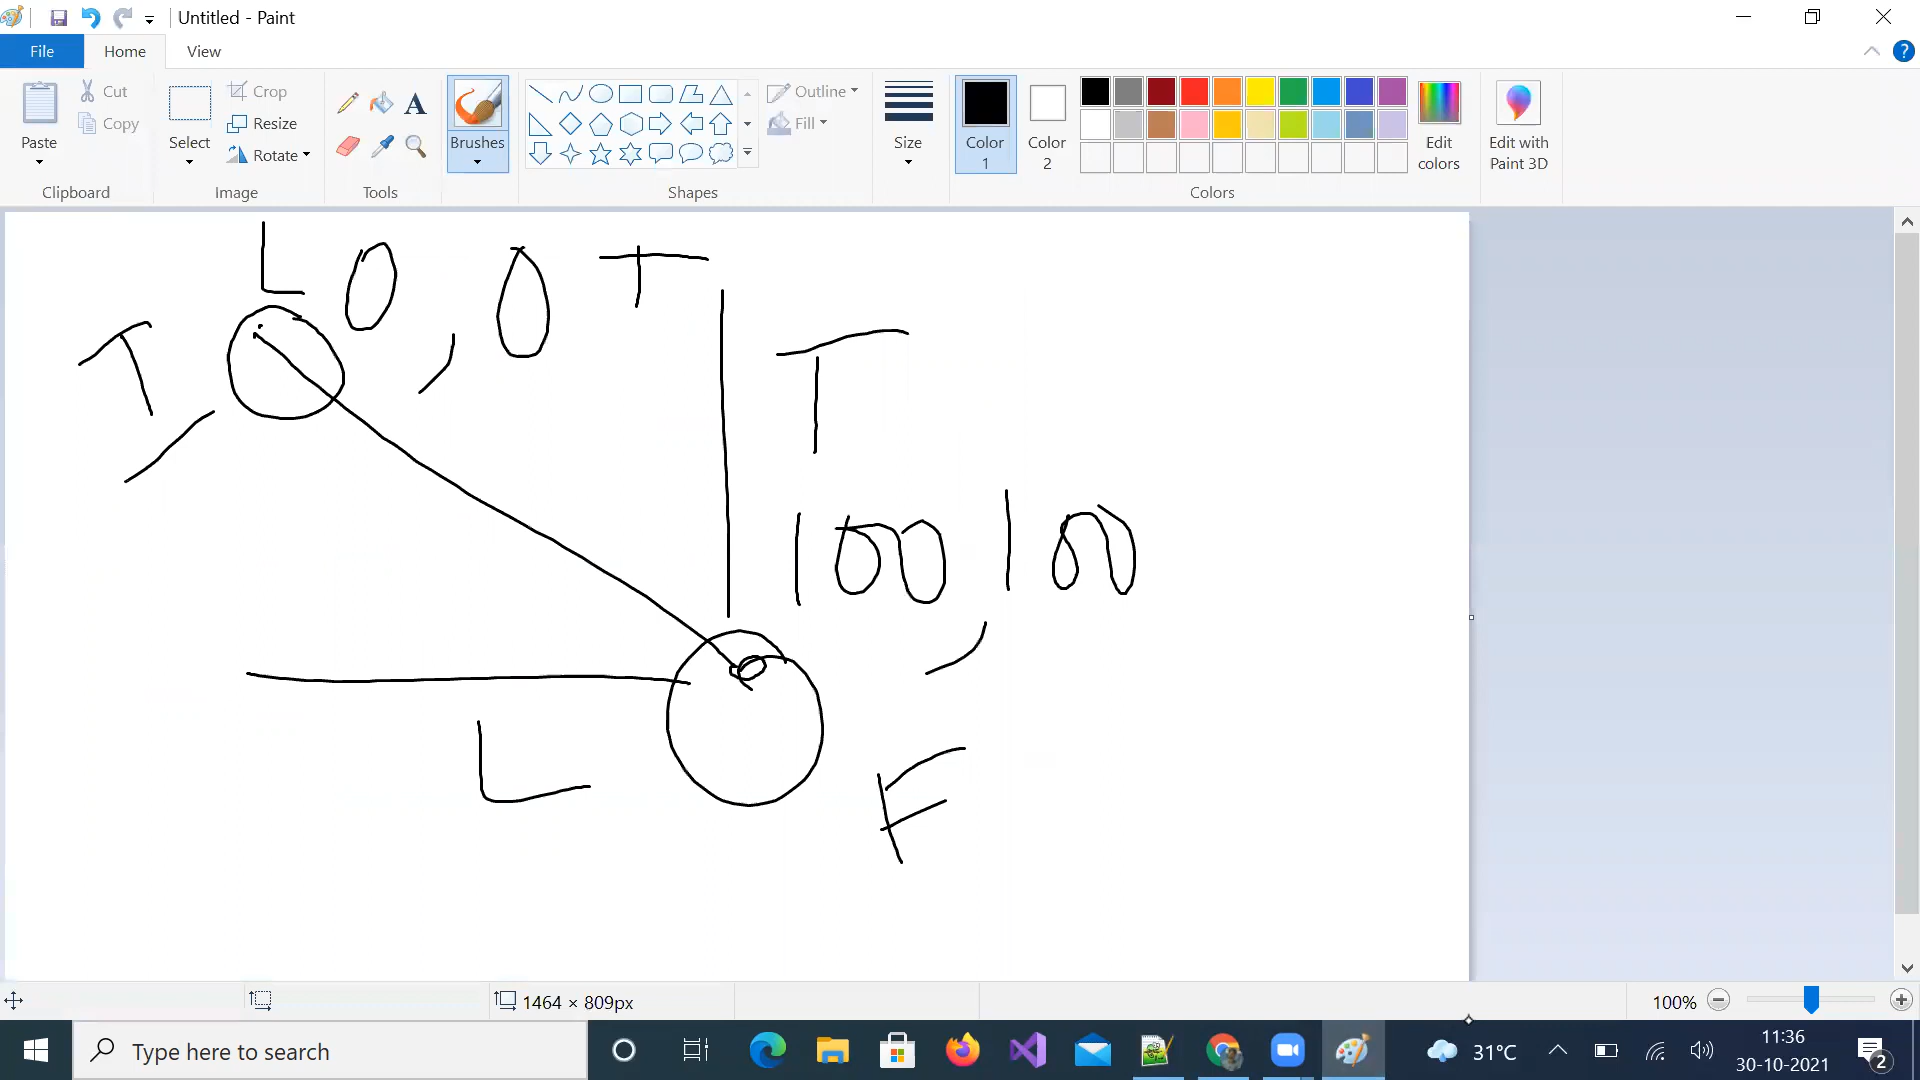 Untitled - Paint
File
Home
View
Paste
Cut
Copy
Clipboard
Select
Crop
Resize
Rotate
Image
A
Tools
Brushes
Shapes
Outline
Fill
Size
Color 1
Color 2
Colors
Edit colors
Edit with Paint 3D
?
L 0 , 0 T
T
T
100 , 100
L
F
1464 × 809px
100%
Type here to search
31°C
11:36
30-10-2021
2